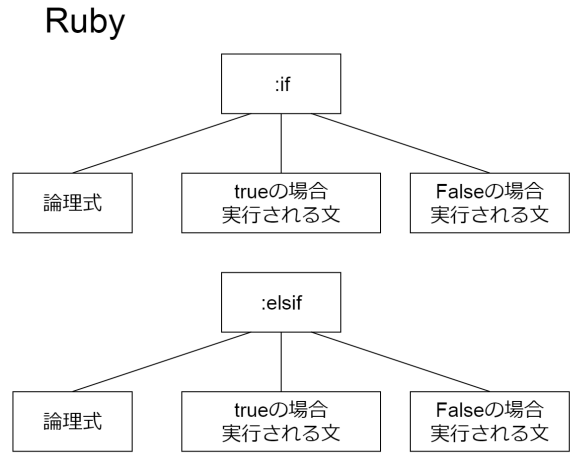 Ruby
:if
論理式
trueの場合
実行される文
Falseの場合
実行される文
:elsif
論理式
trueの場合
実行される文
Falseの場合
実行される文